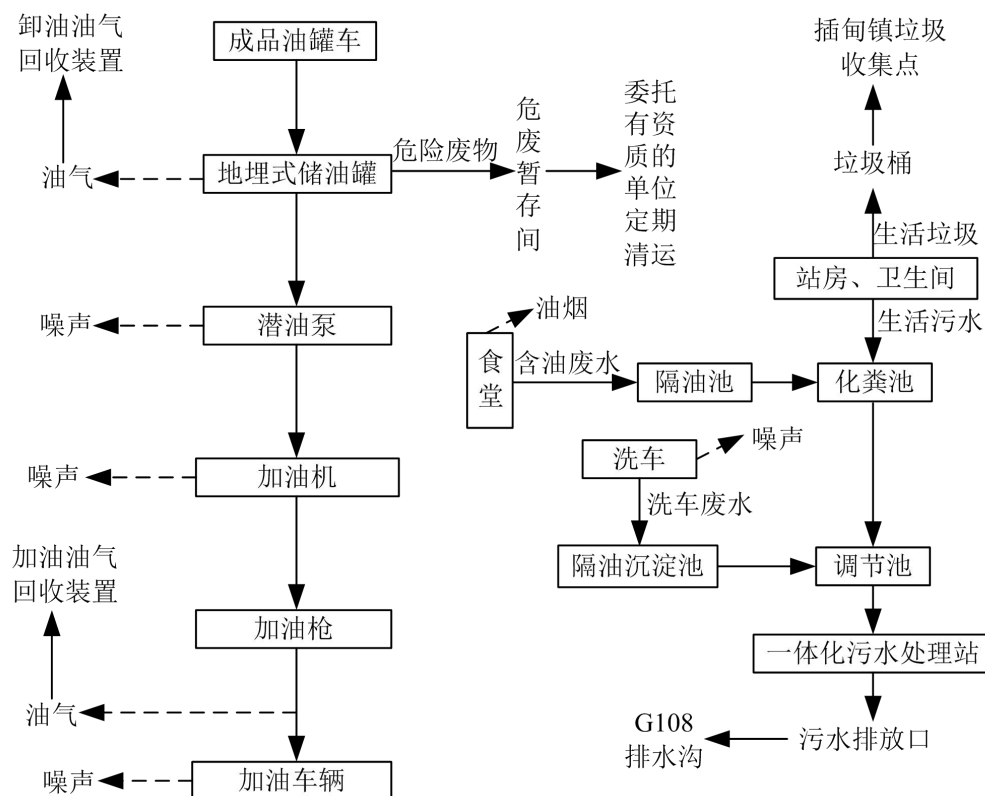 卸油油气
回收装置
成品油罐车
油气
地埋式储油罐
危险废物
危废暂存间
委托
有资
质的
单位
定期
清运
噪声
潜油泵
噪声
加油机
加油油气
回收装置
加油枪
油气
噪声
加油车辆
插甸镇垃圾
收集点
垃圾桶
生活垃圾
站房、卫生间
生活污水
油烟
食堂
含油废水
隔油池
化粪池
噪声
洗车
洗车废水
隔油沉淀池
调节池
一体化污水处理站
污水排放口
G108
排水沟